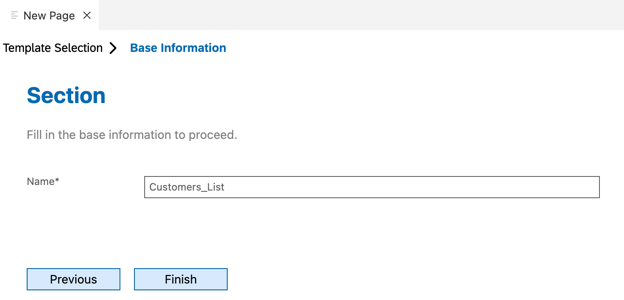 New Page
Template Selection Base Information
Section
Fill in the base information to proceed.
Name* Customers_List
Previous Finish